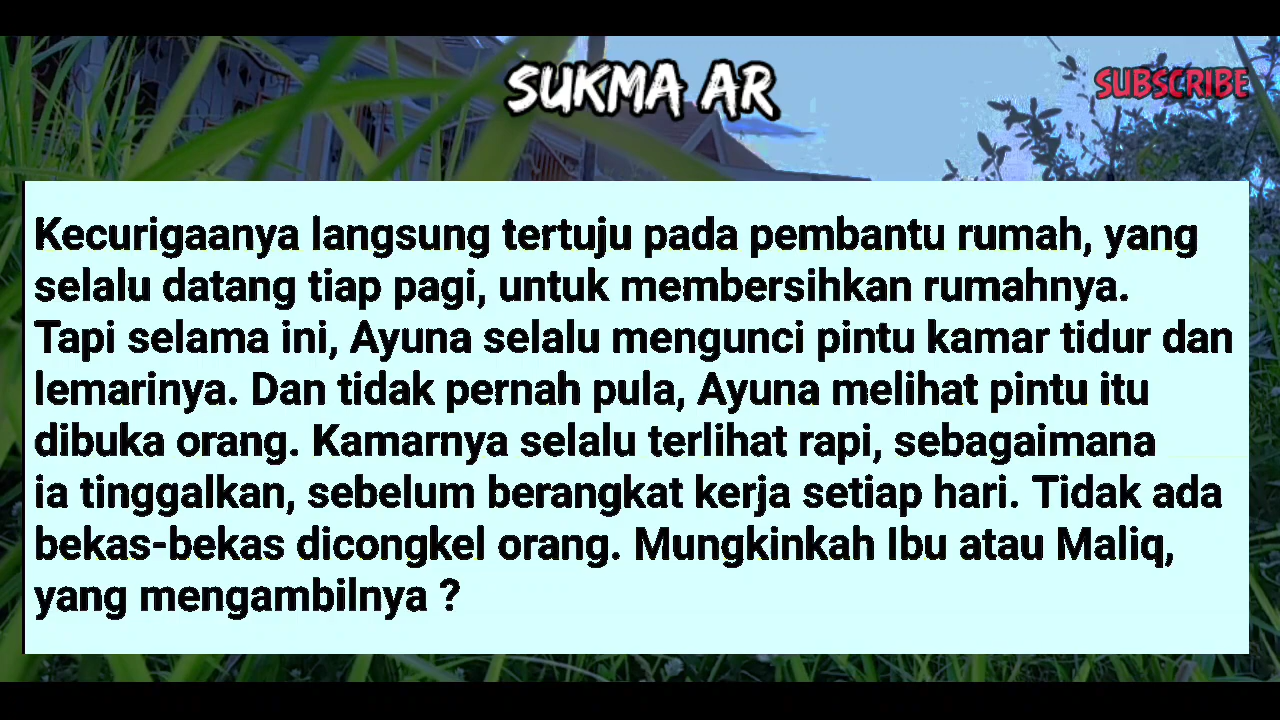 SUKMA AR
SUBSCRIBE
Kecurigaanya langsung tertuju pada pembantu rumah, yang
selalu datang tiap pagi, untuk membersihkan rumahnya.
Tapi selama ini, Ayuna selalu mengunci pintu kamar tidur dan
lemarinya. Dan tidak pernah pula, Ayuna melihat pintu itu
dibuka orang. Kamarnya selalu terlihat rapi, sebagaimana
ia tinggalkan, sebelum berangkat kerja setiap hari. Tidak ada
bekas-bekas dicongkel orang. Mungkinkah Ibu atau Maliq,
yang mengambilnya ?